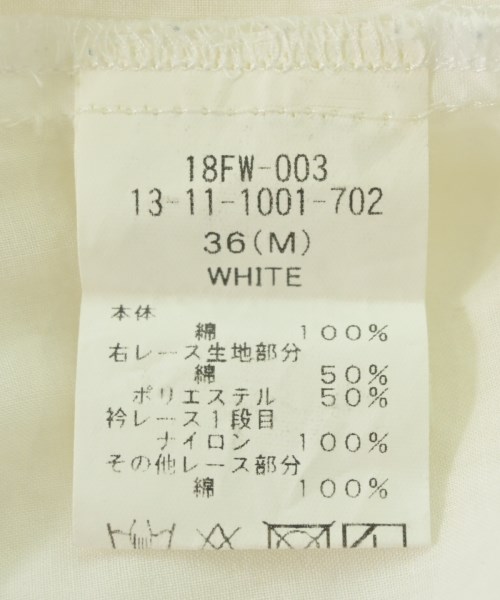 18FW-003
13-11-1001-702
36(M)
WHITE
本体
綿 100%
右レース生地部分
綿 50%
ポリエステル 50%
衿レース1段目
ナイロン 100%
その他レース部分
綿 100%